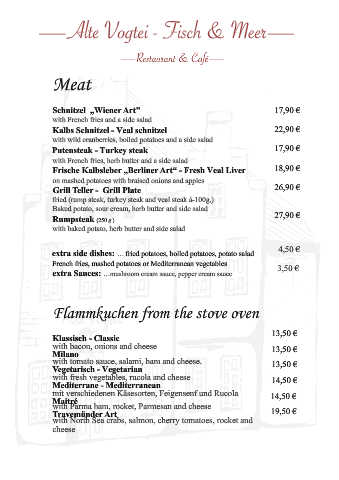 Alte Vogtei - Fisch & Meer
Restaurant & Café
Meat
Schnitzel „Wiener Art“ 17,90 €
with French fries and a side salad
Kalbs Schnitzel - Veal schnitzel 22,90 €
with wild cranberries, boiled potatoes and a side salad
Putensteak - Turkey steak 17,90 €
with French fries, herb butter and a side salad
Frische Kalbsleber „Berliner Art“ - Fresh Veal Liver 18,90 €
on mashed potatoes with braised onions and apples
Grill Teller - Grill Plate 26,90 €
fried (rump steak, turkey steak and veal steak á-100g.)
Baked potato, sour cream, herb butter and side salad
Rumpsteak (250 g) 27,90 €
with baked potato, herb butter and side salad
extra side dishes: ... fried potatoes, boiled potatoes, potato salad 4,50 €
French fries, mashed potatoes or Mediterranean vegetables
extra Sauces: ...mushroom cream sauce, pepper cream sauce 3,50 €
Flammkuchen from the stove oven
Klassisch - Classic 13,50 €
with bacon, onions and cheese
Milano 13,50 €
with tomato sauce, salami, ham and cheese.
Vegetarisch - Vegetarian 13,50 €
with fresh vegetables, rucola and cheese
Mediterrane - Mediterranean 14,50 €
mit verschiedenen Käsesorten, Feigensenf und Rucola
Maitré 14,50 €
with Parma ham, rocket, Parmesan and cheese
Travemünder Art 19,50 €
with North Sea crabs, salmon, cherry tomatoes, rocket and
cheese